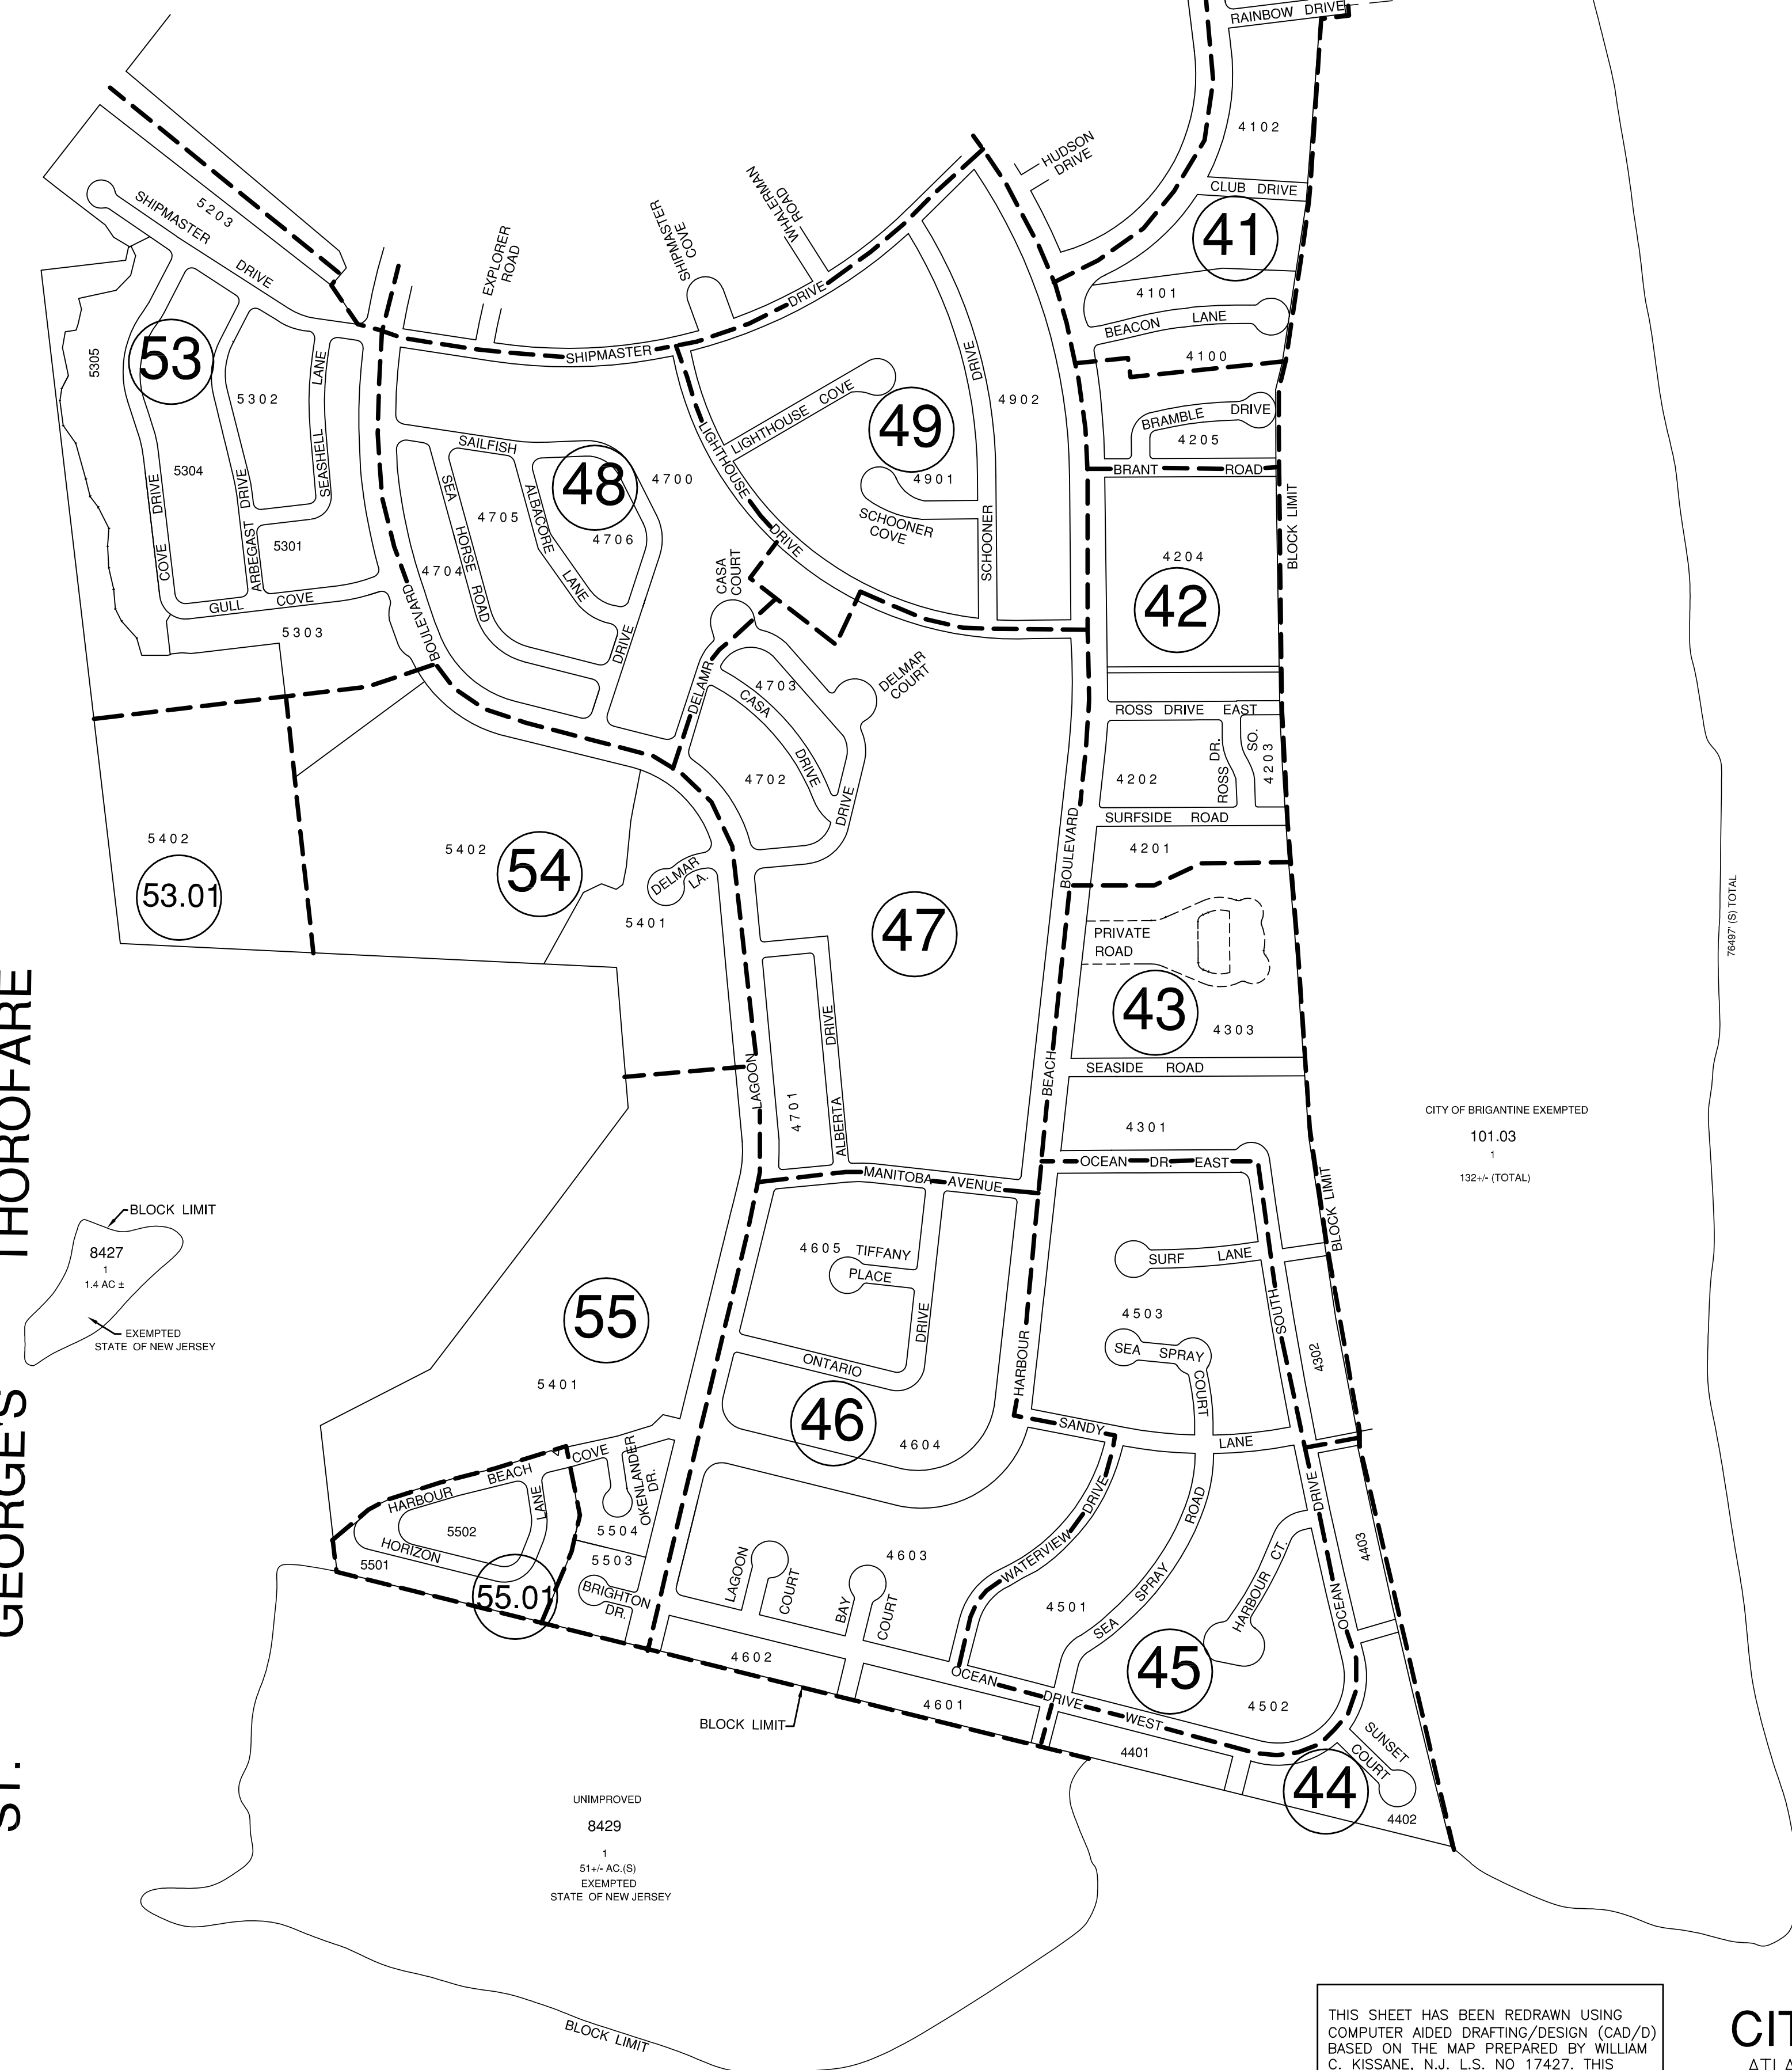 RAINBOW DRIVE
4102
HUDSON
DRIVE
CLUB DRIVE
41
4101
BEACON LANE
4100
WHALERMAN
ROAD
SHIPMASTER
COVE
EXPLORER
ROAD
5203
SHIPMASTER DRIVE
SHIPMASTER DRIVE
53
5305
5302
5304
SEASHELL LANE
COVE DRIVE
ARBEGAST DRIVE
5301
GULL COVE
5303
SAILFISH DRIVE
48
4700
4705
4706
4704
SEA HORSE ROAD
ALBACORE LANE
LIGHTHOUSE DRIVE
LIGHTHOUSE COVE
49
4901
4902
SCHOONER DRIVE
SCHOONER
COVE
BRAMBLE DRIVE
4205
BRANT ROAD
BLOCK LIMIT
4204
42
CASA
COURT
DELAMR
4703
CASA DRIVE
DELMAR
COURT
4702
DRIVE
ROSS DRIVE EAST
ROSS DR. SO.
4202
4203
SURFSIDE ROAD
4201
BOULEVARD
5402
53.01
5402
54
DELMAR
LA.
5401
47
BEACH BOULEVARD
PRIVATE
ROAD
43
4303
SEASIDE ROAD
4301
76497' (S) TOTAL
CITY OF BRIGANTINE EXEMPTED
101.03
1
132+/- (TOTAL)
LAGOON
4701
ALBERTA DRIVE
MANITOBA AVENUE
OCEAN DR. EAST
BLOCK LIMIT
ST. GEORGE'S THOROFARE
BLOCK LIMIT
8427
1
1.4 AC ±
EXEMPTED
STATE OF NEW JERSEY
55
5401
4605
TIFFANY
PLACE
DRIVE
ONTARIO
46
4604
HARBOUR
SURF LANE
4503
SEA SPRAY
COURT
SOUTH
4302
SANDY LANE
HARBOUR BEACH COVE
OKENLANDER
DR.
LANE
5502
HORIZON
5501
5504
5503
55.01
BRIGHTON
DR.
LAGOON
COURT
BAY
COURT
4603
WATERVIEW DRIVE
4501
SEA SPRAY ROAD
HARBOUR CT.
OCEAN DRIVE
4403
45
4502
4602
4601
OCEAN DRIVE WEST
BLOCK LIMIT
4401
SUNSET
COURT
44
4402
UNIMPROVED
8429
1
51+/- AC.(S)
EXEMPTED
STATE OF NEW JERSEY
BLOCK LIMIT
THIS SHEET HAS BEEN REDRAWN USING
COMPUTER AIDED DRAFTING/DESIGN (CAD/D)
BASED ON THE MAP PREPARED BY WILLIAM
C. KISSANE, N.J. L.S. NO 17427. THIS
CIT
ATLA